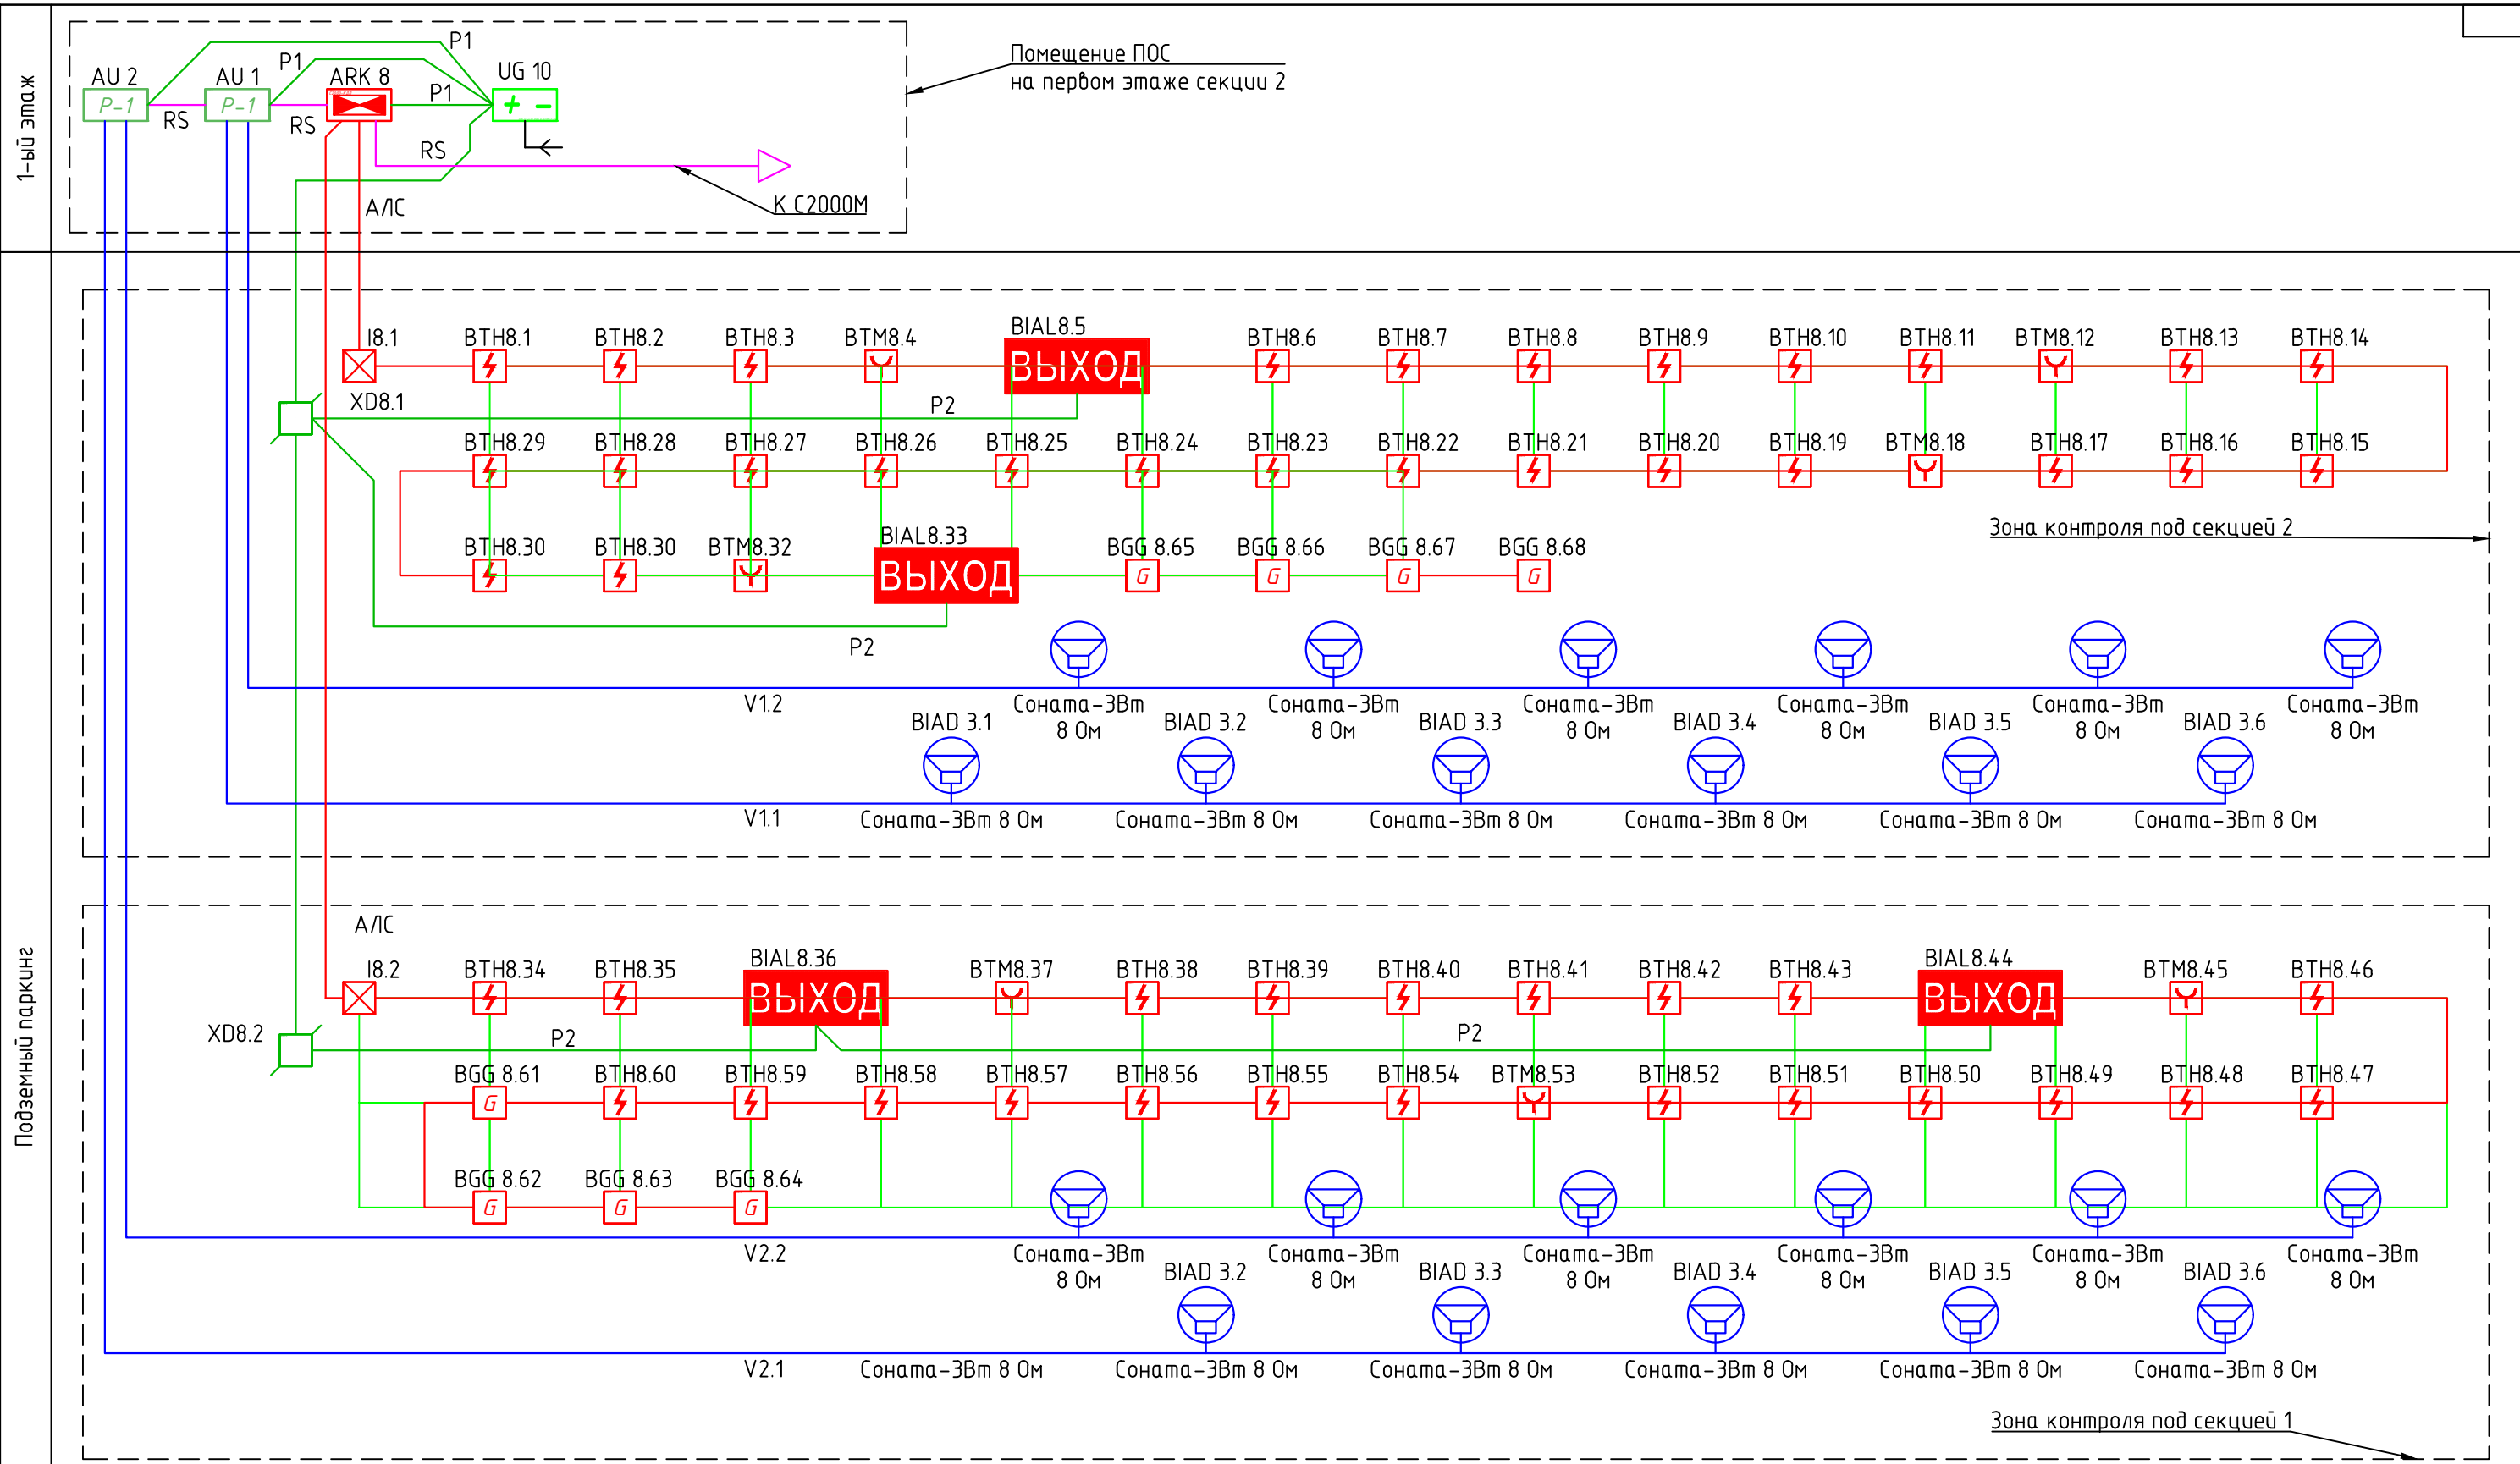 1-ый этаж
P1
Помещение ПОС
на первом этаже секции 2
AU 2
AU 1
P1
ARK 8
UG 10
P-1
P-1
P1
+ -
RS
RS
RS
А/ЛС
К С2000М
Подземный паркинг
I8.1
BTH8.1
BTH8.2
BTH8.3
BTM8.4
BIAL8.5
BTH8.6
BTH8.7
BTH8.8
BTH8.9
BTH8.10
BTH8.11
BTM8.12
BTH8.13
BTH8.14
ВЫХОД
XD8.1
P2
BTH8.29
BTH8.28
BTH8.27
BTH8.26
BTH8.25
BTH8.24
BTH8.23
BTH8.22
BTH8.21
BTH8.20
BTH8.19
BTM8.18
BTH8.17
BTH8.16
BTH8.15
Зона контроля под секцией 2
BTH8.30
BTH8.30
BTM8.32
BIAL8.33
BGG 8.65
BGG 8.66
BGG 8.67
BGG 8.68
ВЫХОД
G
G
G
G
P2
V1.2
Соната-3Вт
8 Ом
Соната-3Вт
8 Ом
Соната-3Вт
8 Ом
Соната-3Вт
8 Ом
Соната-3Вт
8 Ом
Соната-3Вт
8 Ом
BIAD 3.1
BIAD 3.2
BIAD 3.3
BIAD 3.4
BIAD 3.5
BIAD 3.6
V1.1
Соната-3Вт 8 Ом
Соната-3Вт 8 Ом
Соната-3Вт 8 Ом
Соната-3Вт 8 Ом
Соната-3Вт 8 Ом
Соната-3Вт 8 Ом
А/ЛС
I8.2
BTH8.34
BTH8.35
BIAL8.36
BTM8.37
BTH8.38
BTH8.39
BTH8.40
BTH8.41
BTH8.42
BTH8.43
BIAL8.44
BTM8.45
BTH8.46
ВЫХОД
ВЫХОД
XD8.2
P2
P2
BGG 8.61
BTH8.60
BTH8.59
BTH8.58
BTH8.57
BTH8.56
BTH8.55
BTH8.54
BTM8.53
BTH8.52
BTH8.51
BTH8.50
BTH8.49
BTH8.48
BTH8.47
G
BGG 8.62
BGG 8.63
BGG 8.64
G
G
G
V2.2
Соната-3Вт
8 Ом
Соната-3Вт
8 Ом
Соната-3Вт
8 Ом
Соната-3Вт
8 Ом
Соната-3Вт
8 Ом
Соната-3Вт
8 Ом
BIAD 3.2
BIAD 3.3
BIAD 3.4
BIAD 3.5
BIAD 3.6
V2.1
Соната-3Вт 8 Ом
Соната-3Вт 8 Ом
Соната-3Вт 8 Ом
Соната-3Вт 8 Ом
Соната-3Вт 8 Ом
Соната-3Вт 8 Ом
Зона контроля под секцией 1